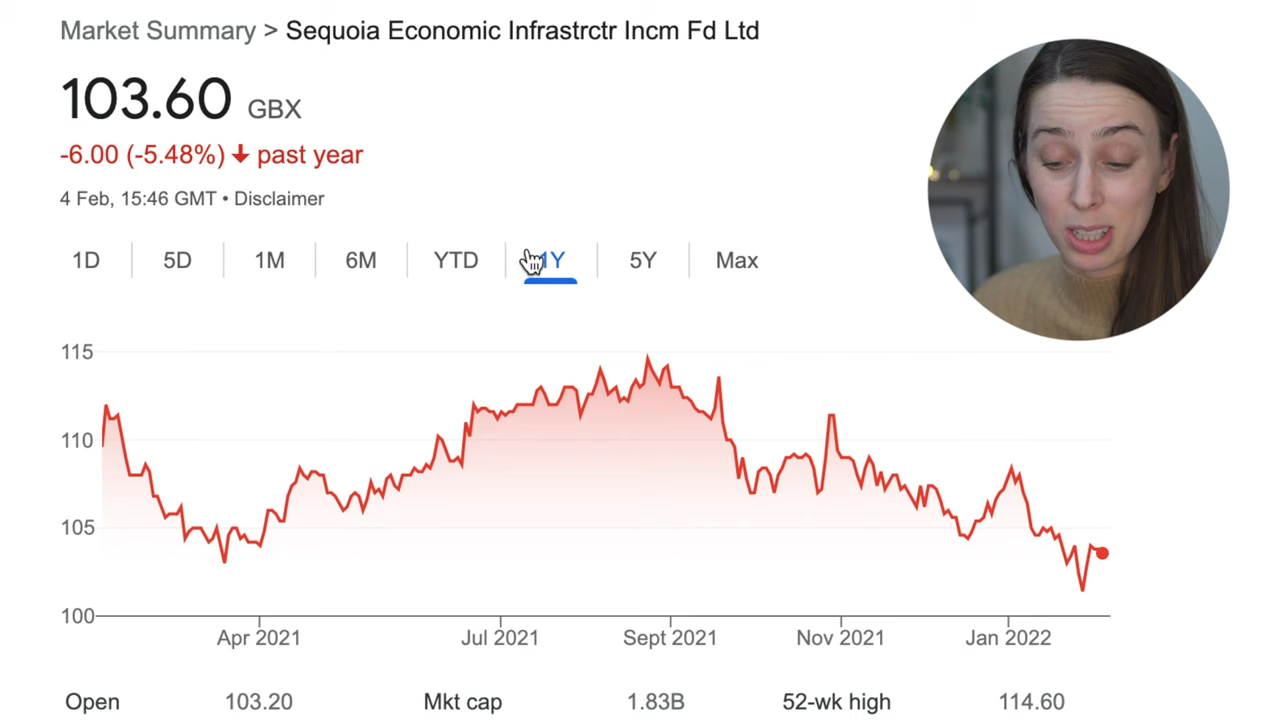 Market Summary > Sequoia Economic Infrastrctr Incm Fd Ltd
103.60 GBX
-6.00 (-5.48%) ↓ past year
4 Feb, 15:46 GMT • Disclaimer
1D 5D 1M 6M YTD 1Y 5Y Max
115
110
105
100
Apr 2021 Jul 2021 Sept 2021 Nov 2021 Jan 2022
Open 103.20 Mkt cap 1.83B 52-wk high 114.60